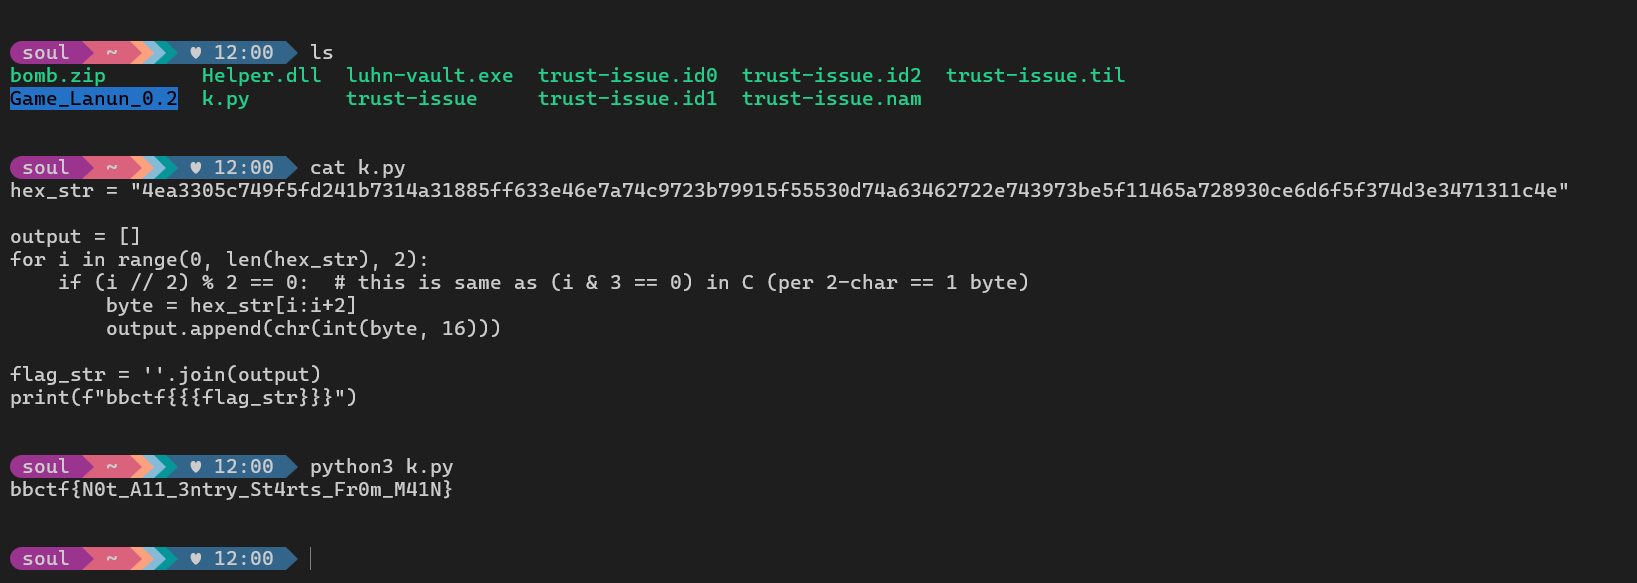 soul ~ ♥ 12:00 ls
bomb.zip Helper.dll luhn-vault.exe trust-issue.id0 trust-issue.id2 trust-issue.til
Game_Lanun_0.2 k.py trust-issue trust-issue.id1 trust-issue.nam
soul ~ ♥ 12:00 cat k.py
hex_str = "4ea3305c749f5fd241b7314a31885ff633e46e7a74c9723b79915f55530d74a63462722e743973be5f11465a728930ce6d6f5f374d3e3471311c4e"
output = []
for i in range(0, len(hex_str), 2):
    if (i // 2) % 2 == 0:  # this is same as (i & 3 == 0) in C (per 2-char == 1 byte)
        byte = hex_str[i:i+2]
        output.append(chr(int(byte, 16)))
flag_str = ''.join(output)
print(f"bbctf{{{flag_str}}}")
soul ~ ♥ 12:00 python3 k.py
bbctf{N0t_A11_3ntry_St4rts_Fr0m_M41N}
soul ~ ♥ 12:00